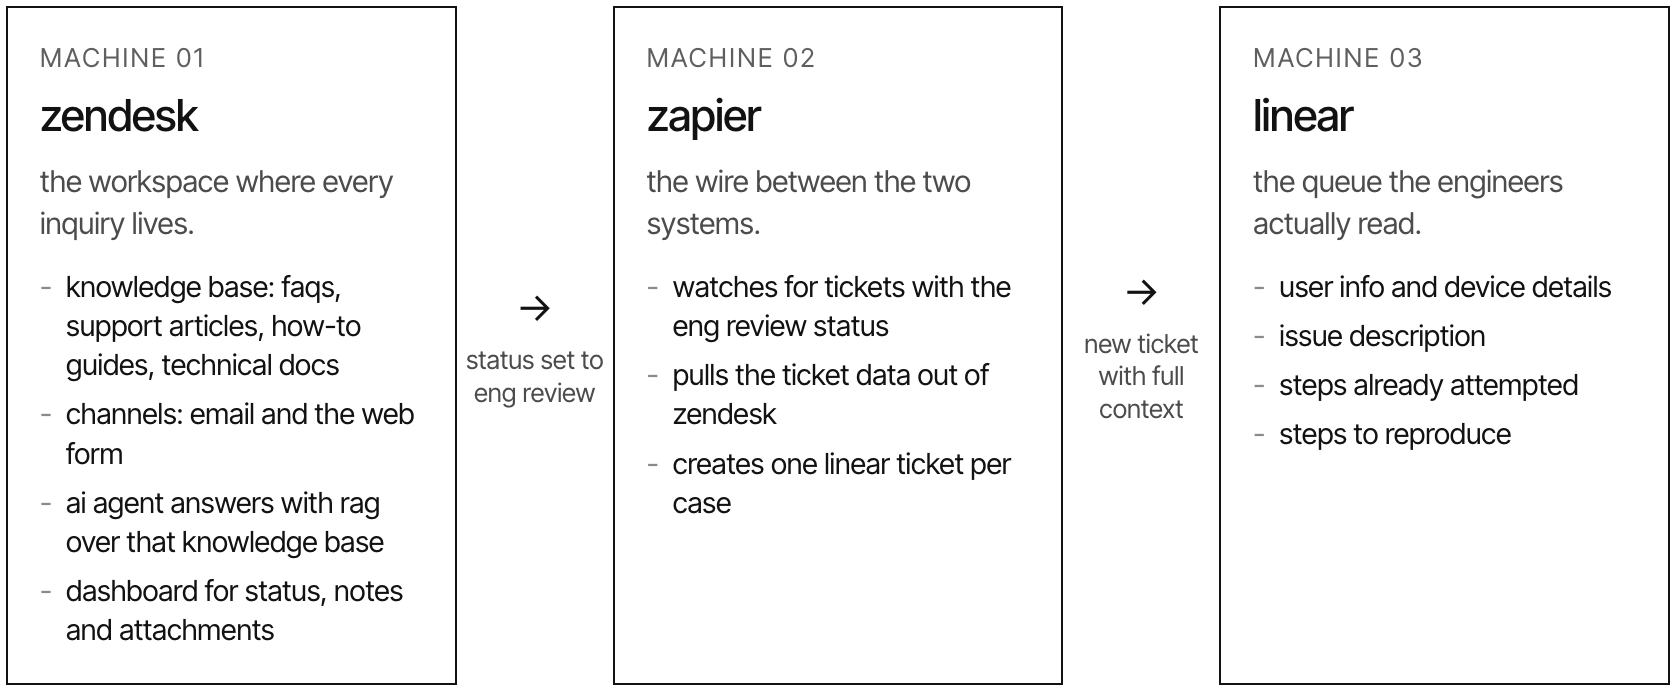 MACHINE 01
zendesk
the workspace where every
inquiry lives.
- knowledge base: faqs,
support articles, how-to
guides, technical docs
- channels: email and the web
form
- ai agent answers with rag
over that knowledge base
- dashboard for status, notes
and attachments
→
status set to
eng review
MACHINE 02
zapier
the wire between the two
systems.
- watches for tickets with the
eng review status
- pulls the ticket data out of
zendesk
- creates one linear ticket per
case
→
new ticket
with full
context
MACHINE 03
linear
the queue the engineers
actually read.
- user info and device details
- issue description
- steps already attempted
- steps to reproduce